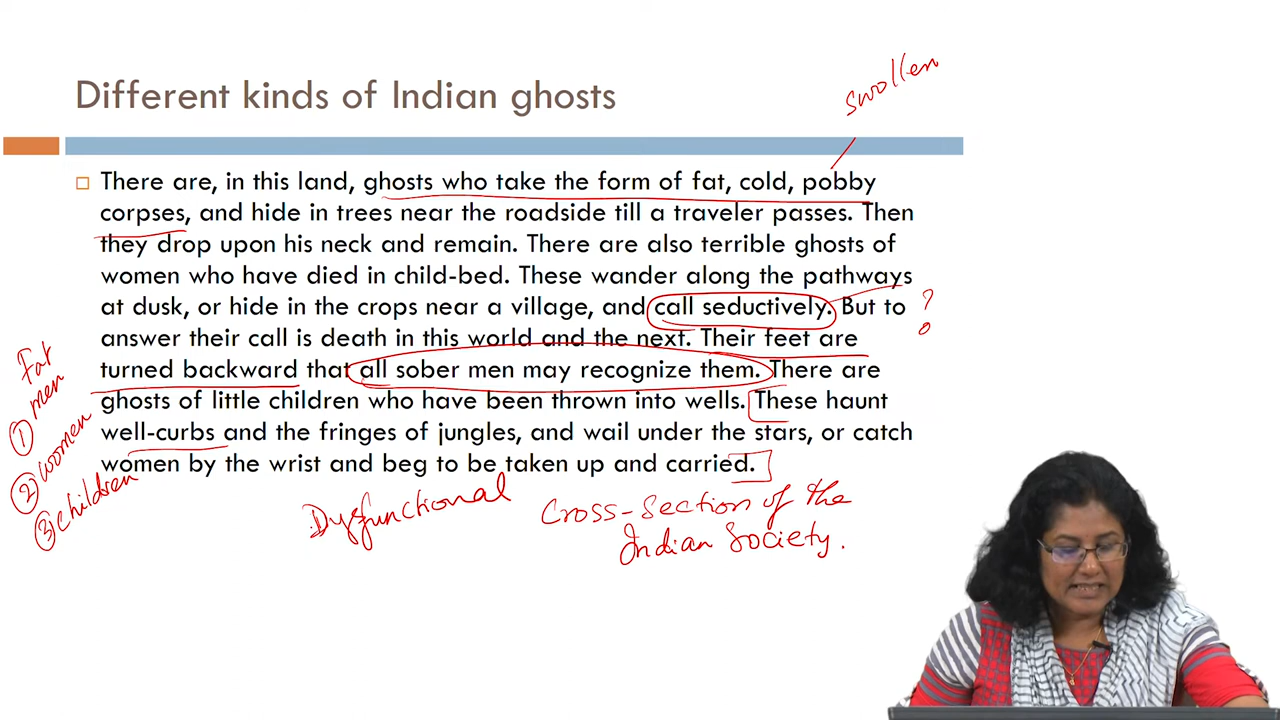 swollen
Different kinds of Indian ghosts
There are, in this land, ghosts who take the form of fat, cold, pobby
corpses, and hide in trees near the roadside till a traveler passes. Then
they drop upon his neck and remain. There are also terrible ghosts of
women who have died in child-bed. These wander along the pathways
at dusk, or hide in the crops near a village, and call seductively. But to
?
answer their call is death in this world and the next. Their feet are
turned backward that all sober men may recognize them. There are
ghosts of little children who have been thrown into wells. These haunt
well-curbs and the fringes of jungles, and wail under the stars, or catch
women by the wrist and beg to be taken up and carried.
Fat
① men
② women
③ children
Dysfunctional
Cross-Section of the
Indian Society.